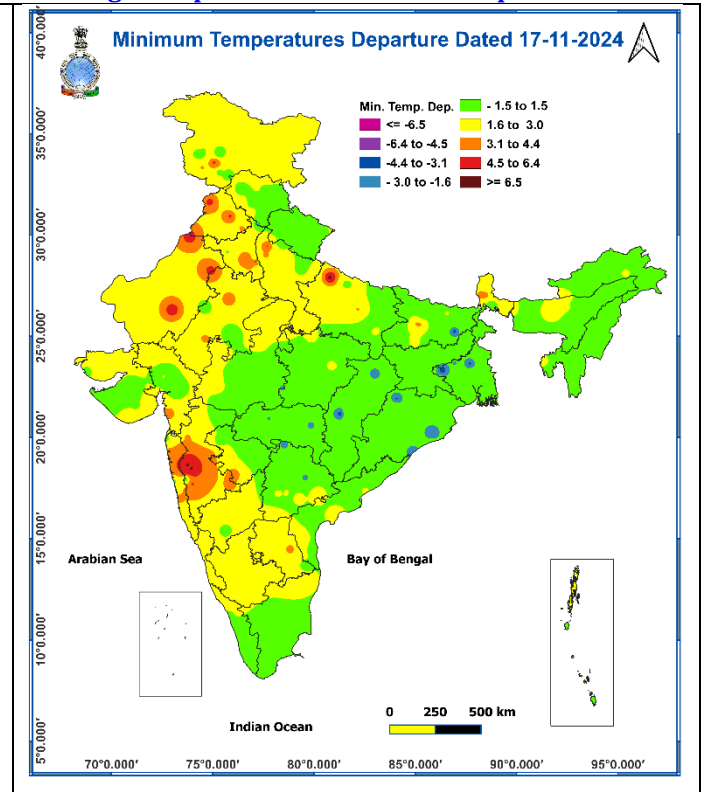 Minimum Temperatures Departure Dated 17-11-2024
Min. Temp. Dep.
<= -6.5
-6.4 to -4.5
-4.4 to -3.1
- 3.0 to -1.6
- 1.5 to 1.5
1.6 to 3.0
3.1 to 4.4
4.5 to 6.4
>= 6.5
40°0.000'
35°0.000'
30°0.000'
25°0.000'
20°0.000'
15°0.000'
10°0.000'
5°0.000'
Arabian Sea
Bay of Bengal
Indian Ocean
0 250 500 km
70°0.000' 75°0.000' 80°0.000' 85°0.000' 90°0.000' 95°0.000'